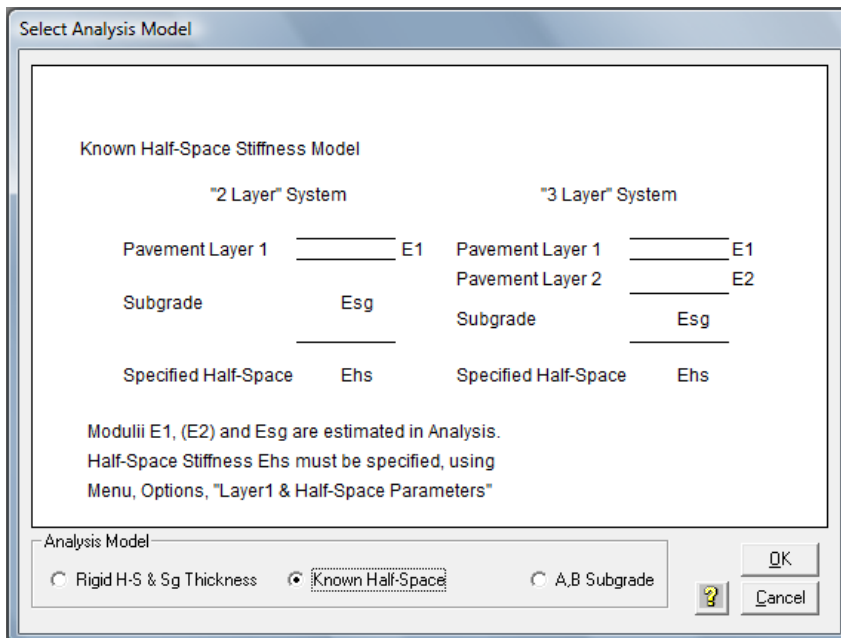 Select Analysis Model
Known Half-Space Stiffness Model
"2 Layer" System "3 Layer" System
Pavement Layer 1 E1 Pavement Layer 1 E1
Pavement Layer 2 E2
Subgrade Esg
Subgrade Esg
Specified Half-Space Ehs Specified Half-Space Ehs
Modulii E1, (E2) and Esg are estimated in Analysis.
Half-Space Stiffness Ehs must be specified, using
Menu, Options, "Layer1 & Half-Space Parameters"
Analysis Model
Rigid H-S & Sg Thickness Known Half-Space A,B Subgrade
OK
?
Cancel